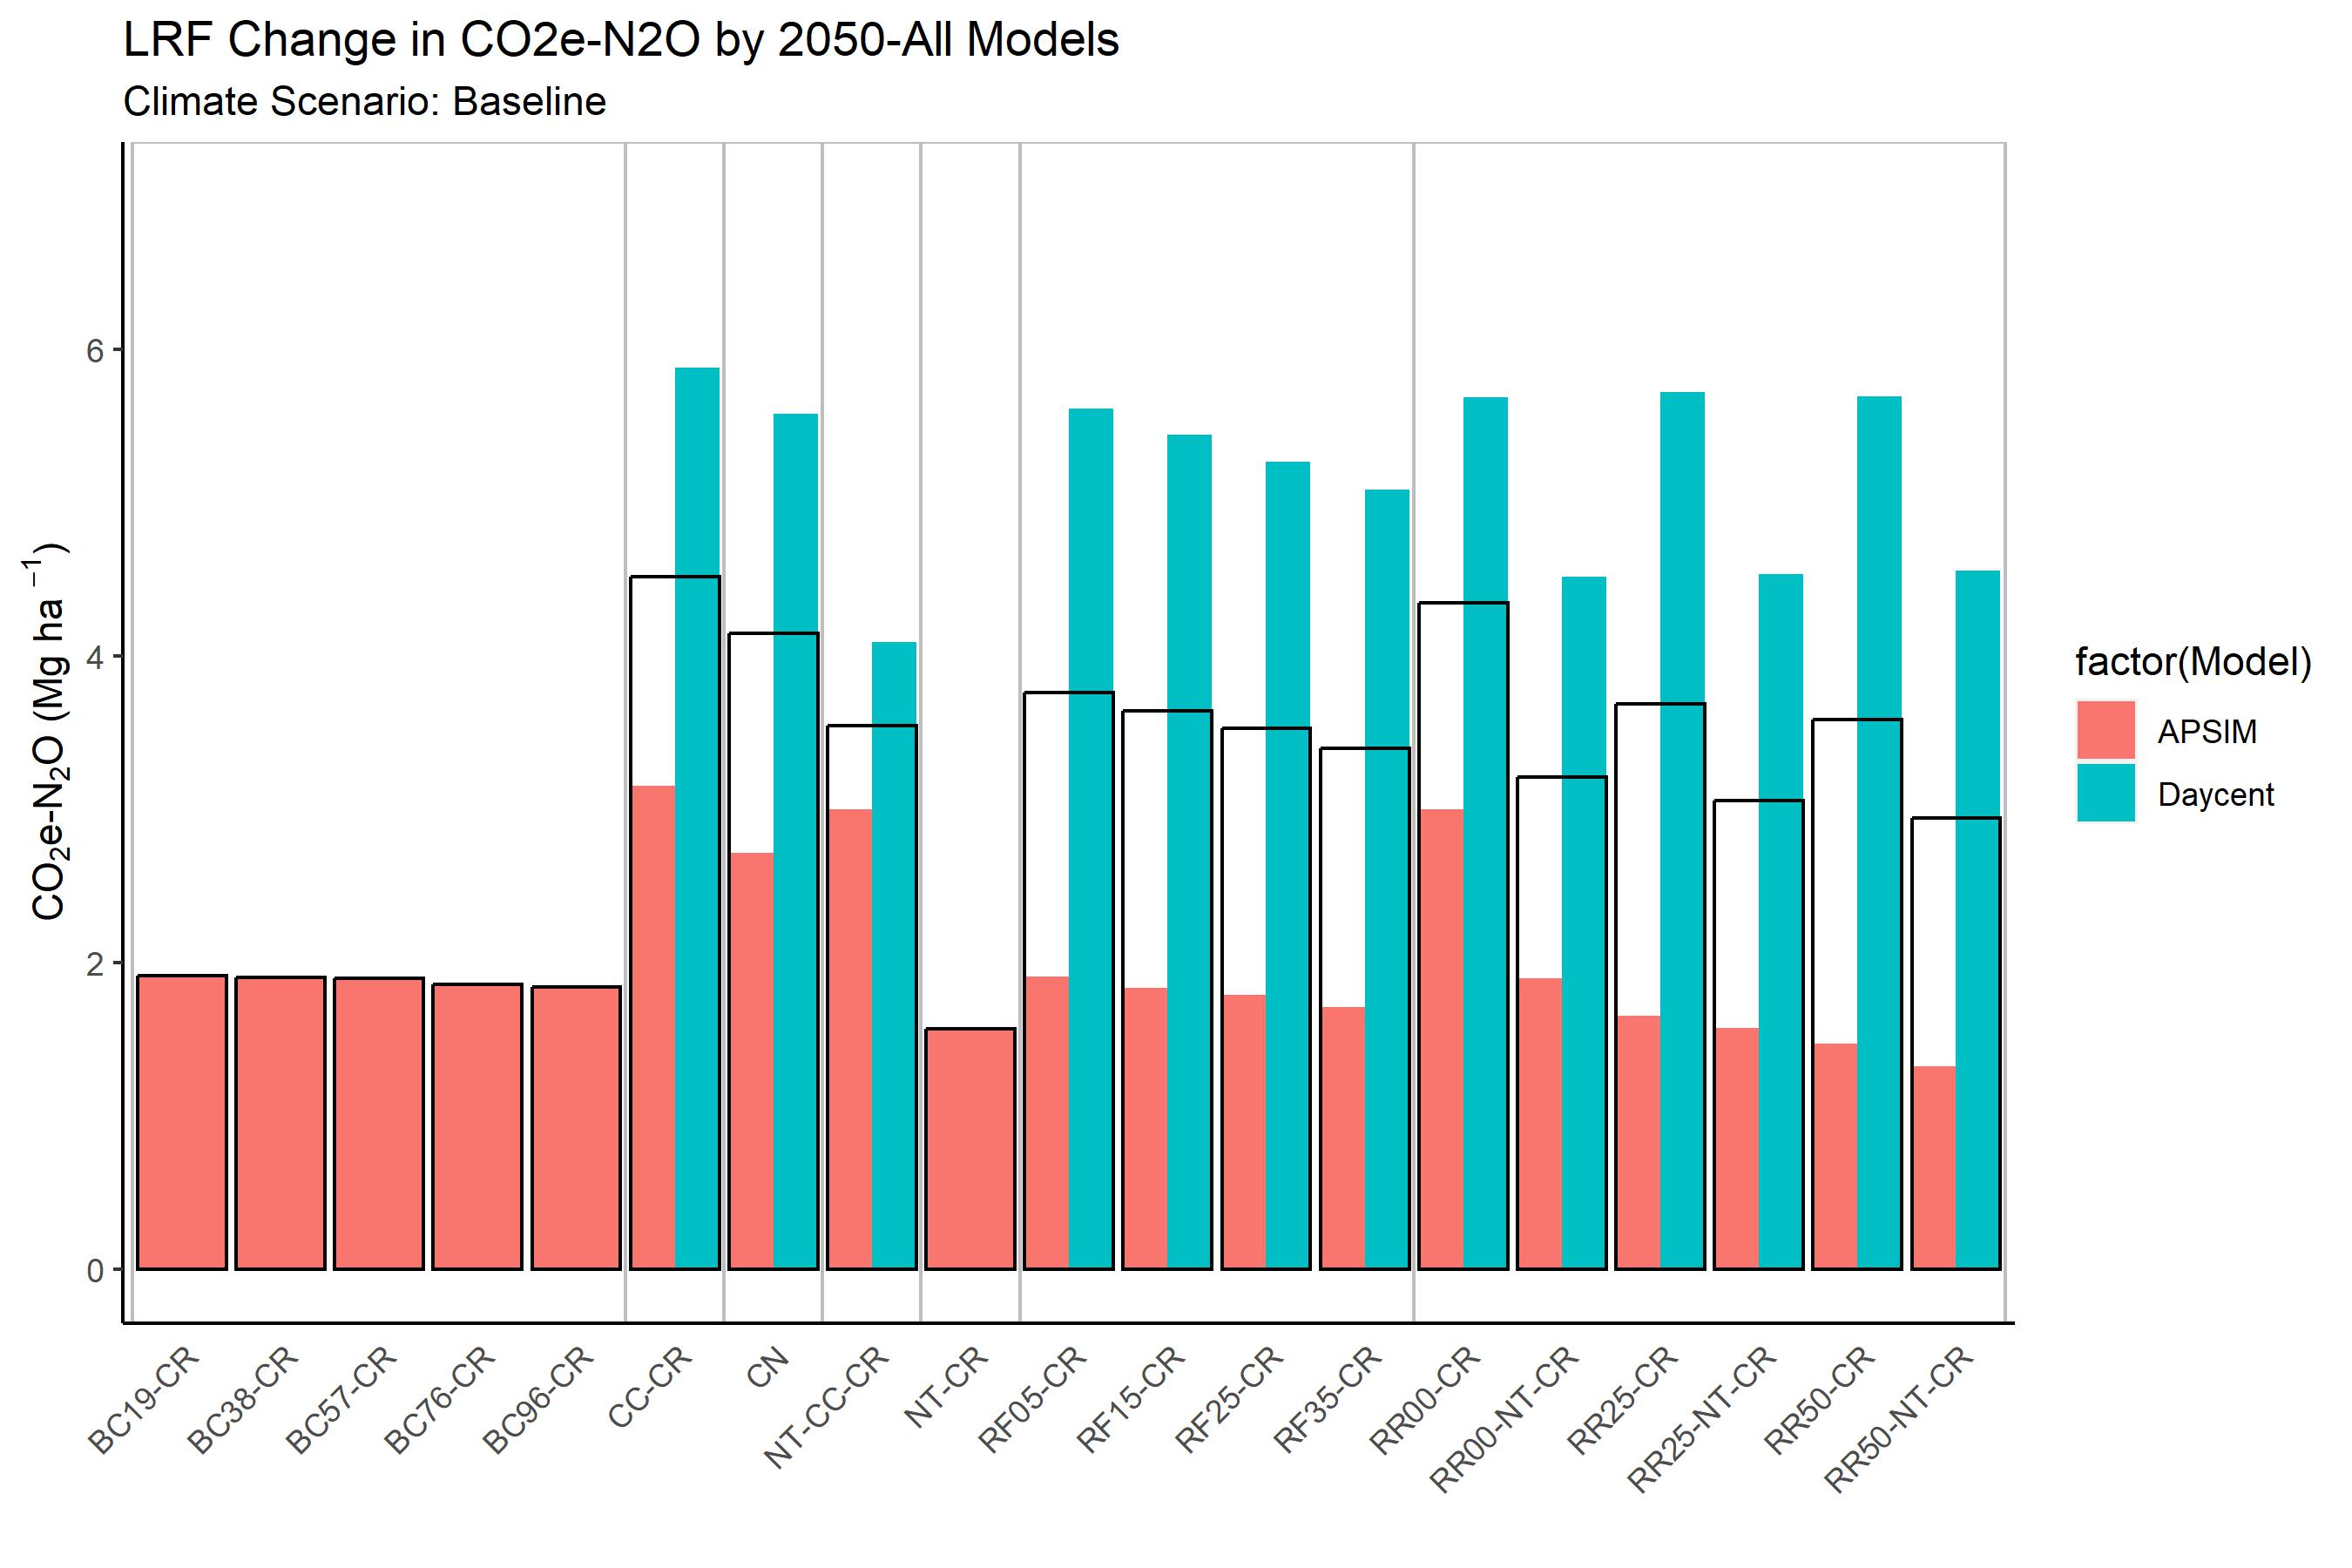 LRF Change in CO2e-N2O by 2050-All Models
Climate Scenario: Baseline
CO₂e-N₂O (Mg ha⁻¹)
6
4
2
0
BC19-CR
BC38-CR
BC57-CR
BC76-CR
BC96-CR
CC-CR
CN
NT-CC-CR
NT-CR
RF05-CR
RF15-CR
RF25-CR
RF35-CR
RR00-CR
RR00-NT-CR
RR25-CR
RR25-NT-CR
RR50-CR
RR50-NT-CR
factor(Model)
APSIM
Daycent